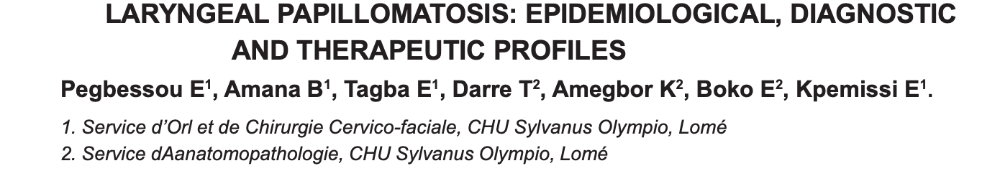 LARYNGEAL PAPILLOMATOSIS: EPIDEMIOLOGICAL, DIAGNOSTIC
AND THERAPEUTIC PROFILES
Pegbessou E¹, Amana B¹, Tagba E¹, Darre T², Amegbor K², Boko E², Kpemissi E¹.
1. Service d’Orl et de Chirurgie Cervico-faciale, CHU Sylvanus Olympio, Lomé
2. Service dAanatomopathologie, CHU Sylvanus Olympio, Lomé